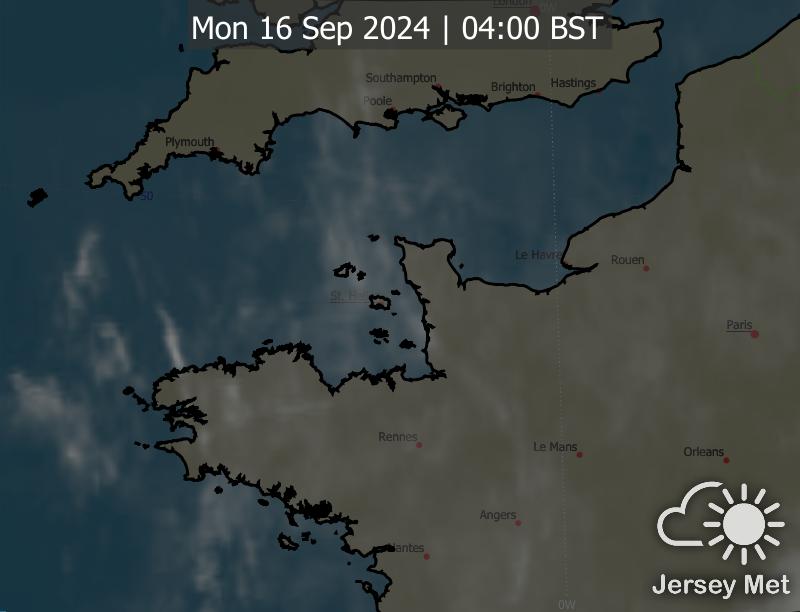 London
0W
Mon 16 Sep 2024 | 04:00 BST
Southampton
Brighton
Hastings
Poole
Plymouth
50
Le Havre
Rouen
St. Hel
Paris
Rennes
Le Mans
Orleans
Angers
Nantes
Jersey Met
0W